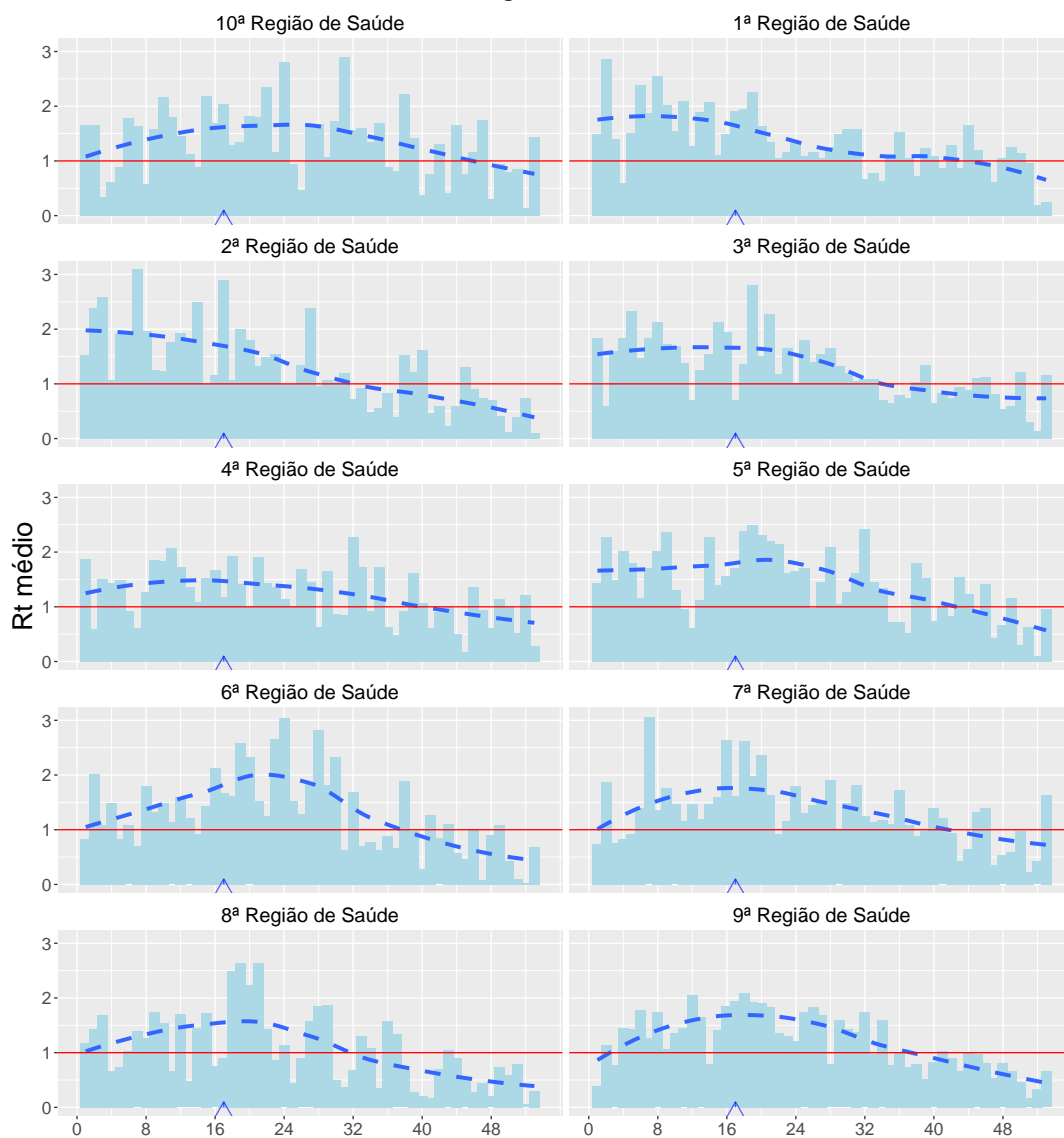 10ª Região de Saúde
1ª Região de Saúde
3
2
1
0
2ª Região de Saúde
3ª Região de Saúde
3
2
1
0
4ª Região de Saúde
5ª Região de Saúde
3
2
1
0
Rt médio
6ª Região de Saúde
7ª Região de Saúde
3
2
1
0
8ª Região de Saúde
9ª Região de Saúde
3
2
1
0
0 8 16 24 32 40 48
0 8 16 24 32 40 48